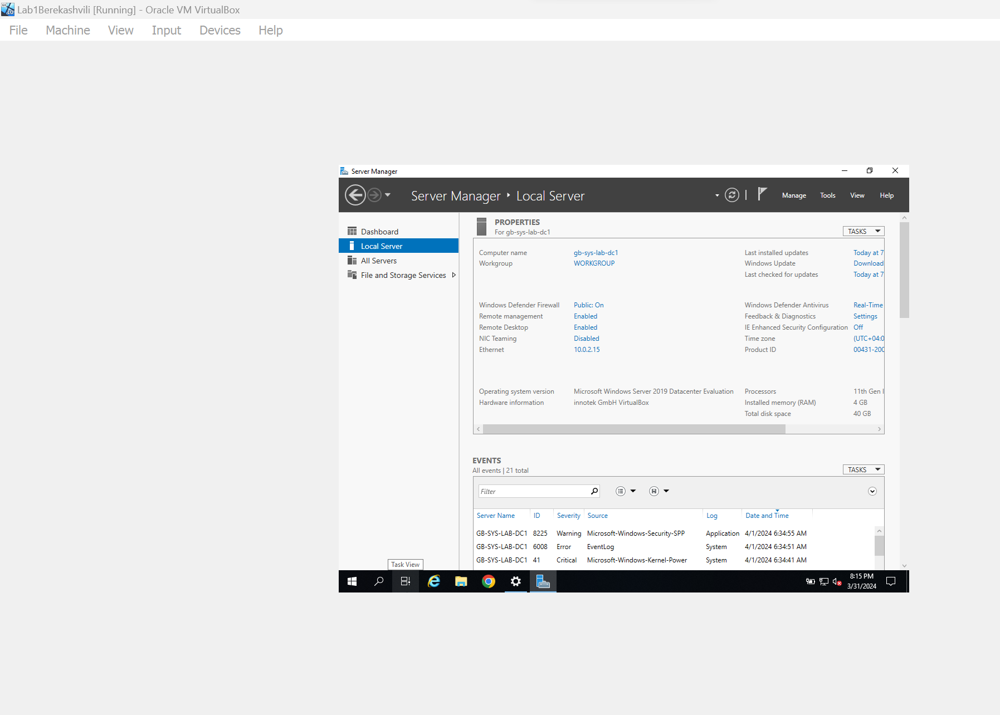 Lab1Berekashvili [Running] - Oracle VM VirtualBox
File Machine View Input Devices Help
Server Manager
Server Manager Local Server
Manage Tools View Help
Dashboard
Local Server
All Servers
File and Storage Services
PROPERTIES
For gb-sys-lab-dc1
TASKS
Computer name gb-sys-lab-dc1 Last installed updates Today at 7
Workgroup WORKGROUP Windows Update Download
Last checked for updates Today at 7
Windows Defender Firewall Public: On Windows Defender Antivirus Real-Time
Remote management Enabled Feedback & Diagnostics Settings
Remote Desktop Enabled IE Enhanced Security Configuration Off
NIC Teaming Disabled Time zone (UTC+04:0
Ethernet 10.0.2.15 Product ID 00431-200
Operating system version Microsoft Windows Server 2019 Datacenter Evaluation Processors 11th Gen I
Hardware information innotek GmbH VirtualBox Installed memory (RAM) 4 GB
Total disk space 40 GB
EVENTS
All events | 21 total
TASKS
Filter
Server Name ID Severity Source Log Date and Time
GB-SYS-LAB-DC1 8225 Warning Microsoft-Windows-Security-SPP Application 4/1/2024 6:34:55 AM
GB-SYS-LAB-DC1 6008 Error EventLog System 4/1/2024 6:34:51 AM
GB-SYS-LAB-DC1 41 Critical Microsoft-Windows-Kernel-Power System 4/1/2024 6:34:41 AM
Task View
8:15 PM
3/31/2024